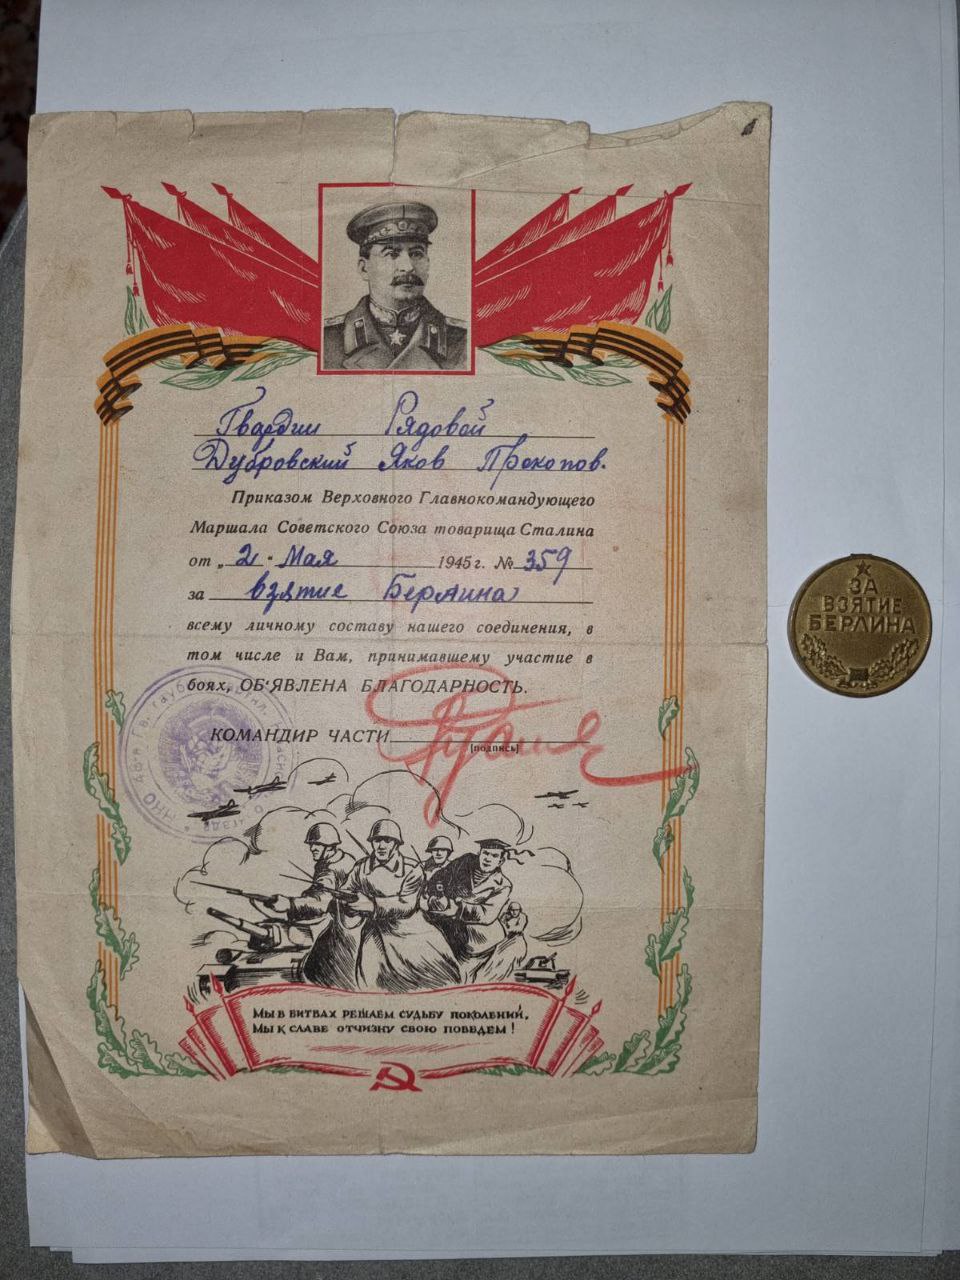 Гвардии Рядовой
Дубровский Яков Прокопов.
Приказом Верховного Главнокомандующего
Маршала Советского Союза товарища Сталина
от „2" Мая 1945 г. № 359
за взятие Берлина
всему личному составу нашего соединения, в
том числе и Вам, принимавшему участие в
боях, ОБ'ЯВЛЕНА БЛАГОДАРНОСТЬ.
КОМАНДИР ЧАСТИ
(подпись)
НКО
МЫ В БИТВАХ РЕШАЕМ СУДЬБУ ПОКОЛЕНИЙ,
МЫ К СЛАВЕ ОТЧИЗНУ СВОЮ ПОВЕДЕМ!
ЗА
ВЗЯТИЕ
БЕРЛИНА